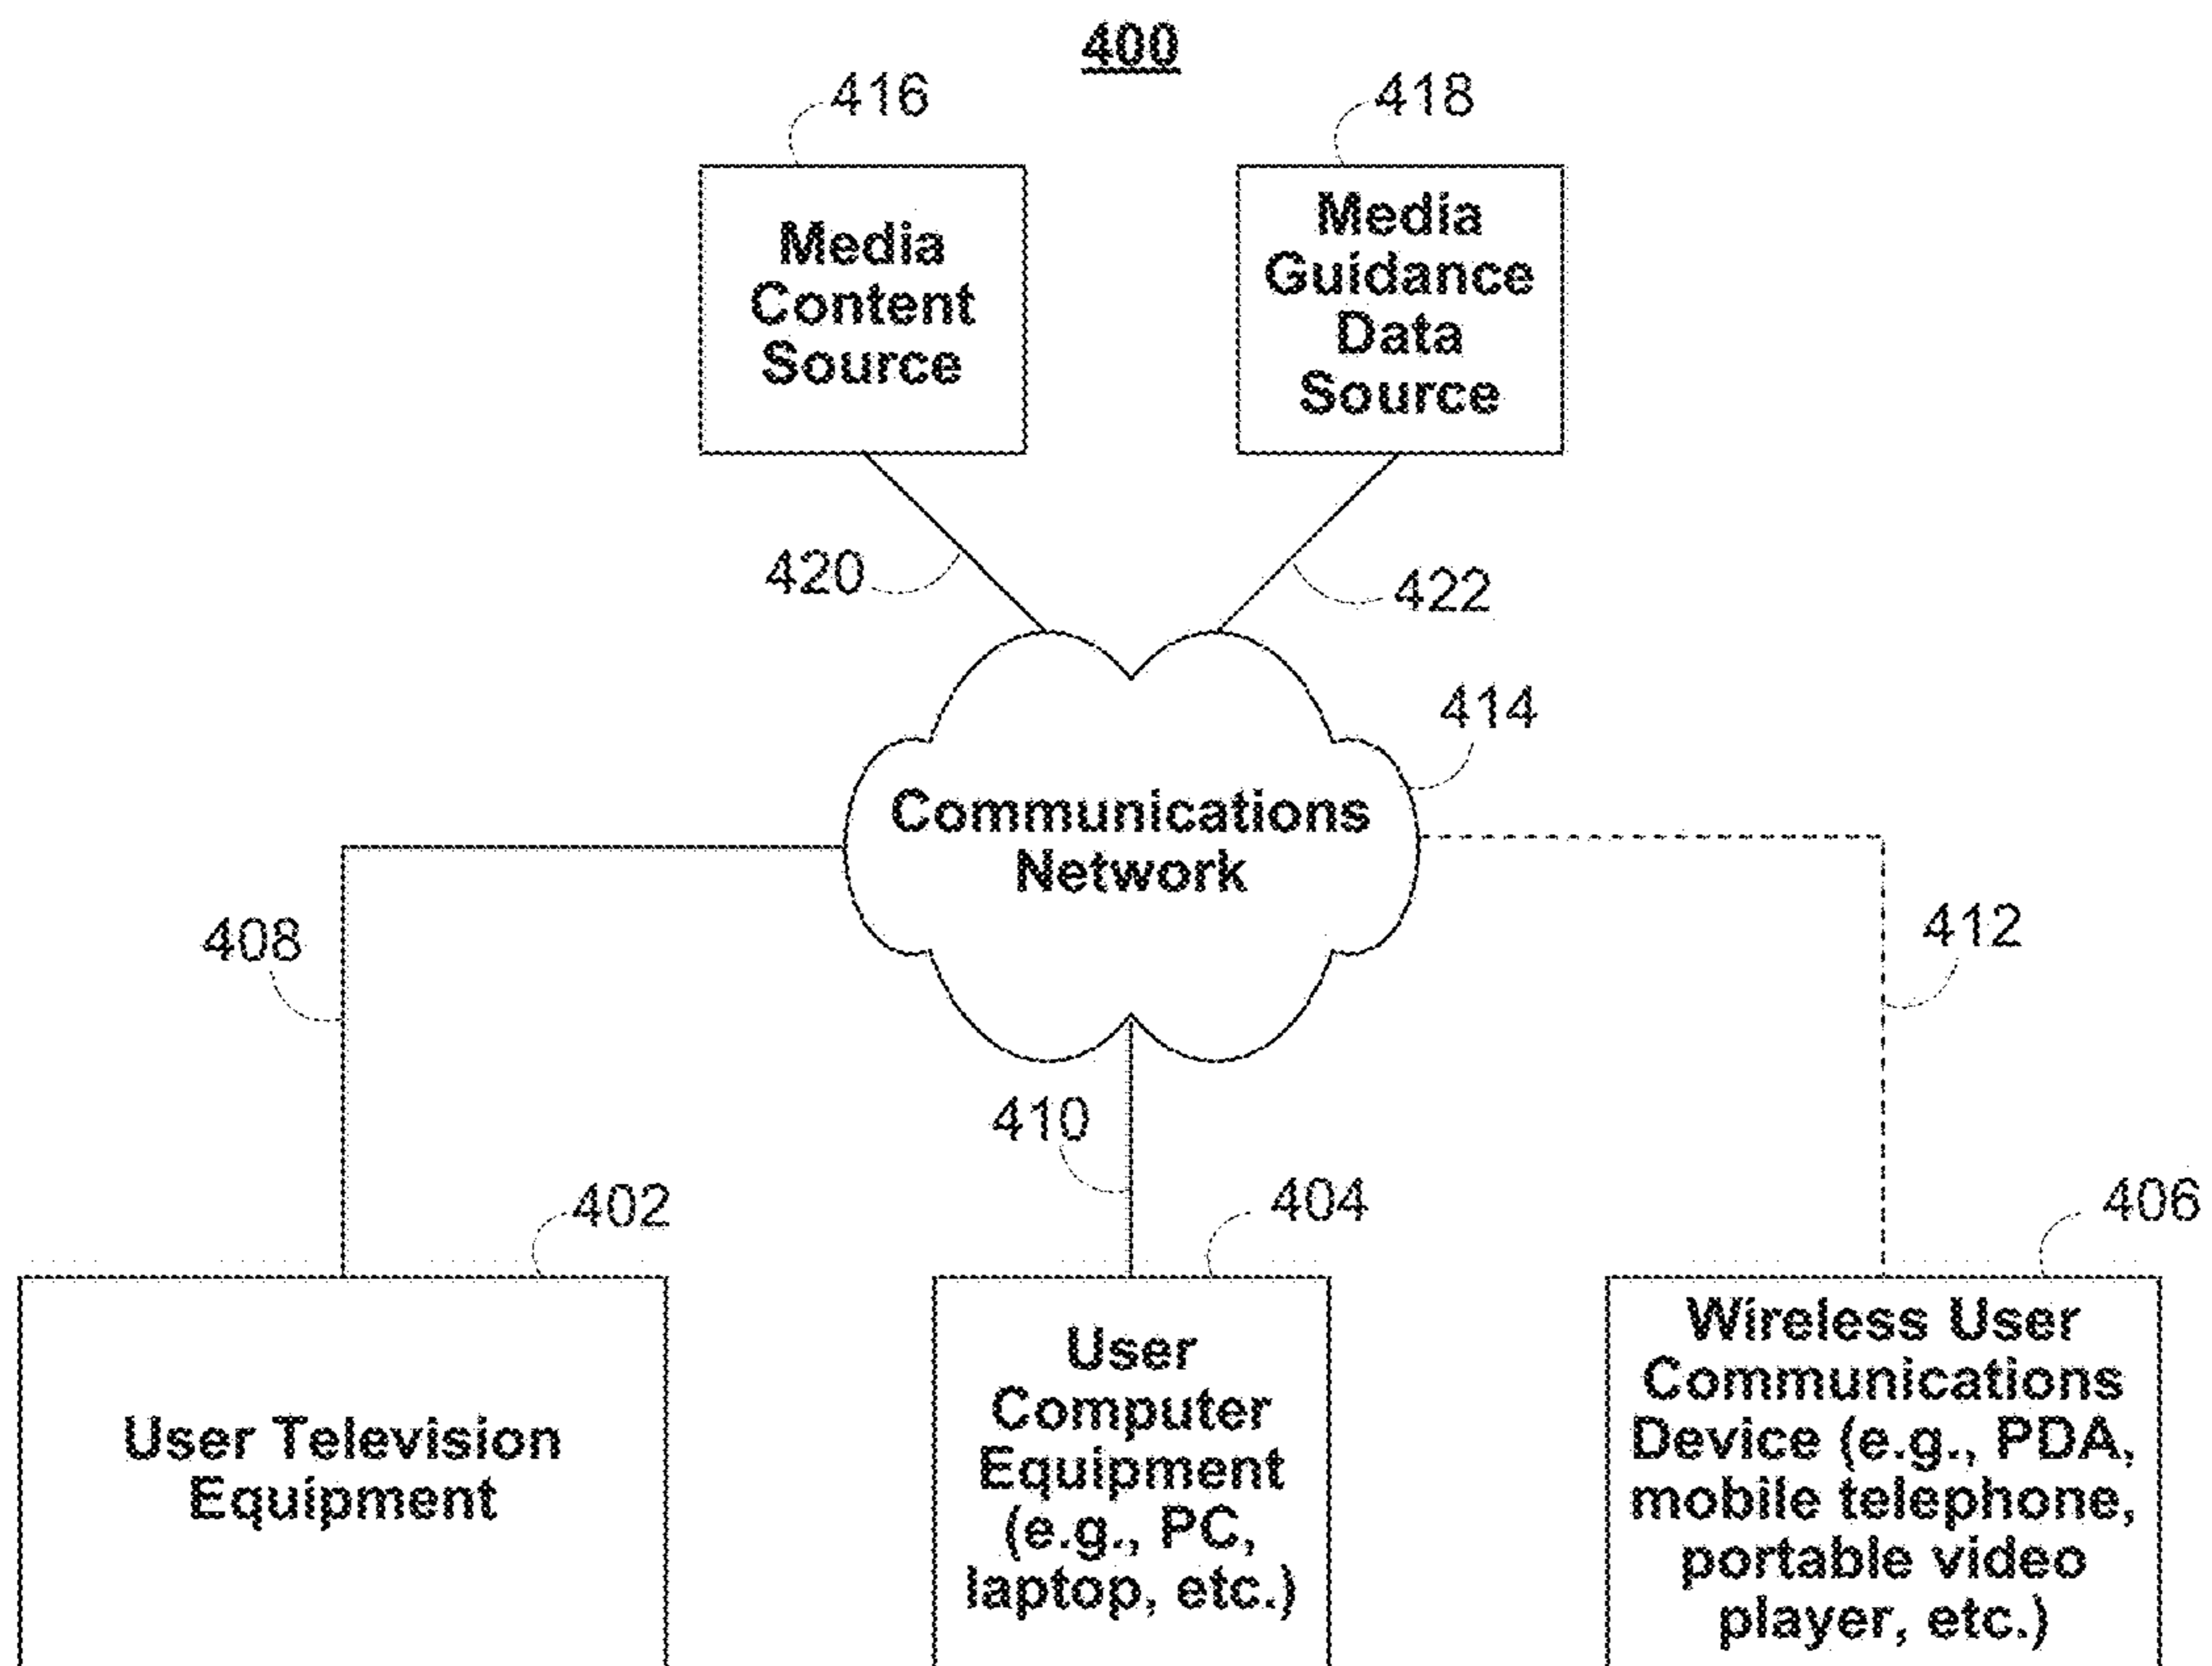 400
416
418
Media
Content
Source
Media
Guidance
Data
Source
420
422
414
Communications
Network
408
412
410
402
404
406
User Television
Equipment
User
Computer
Equipment
(e.g., PC,
laptop, etc.)
Wireless User
Communications
Device (e.g., PDA,
mobile telephone,
portable video
player, etc.)